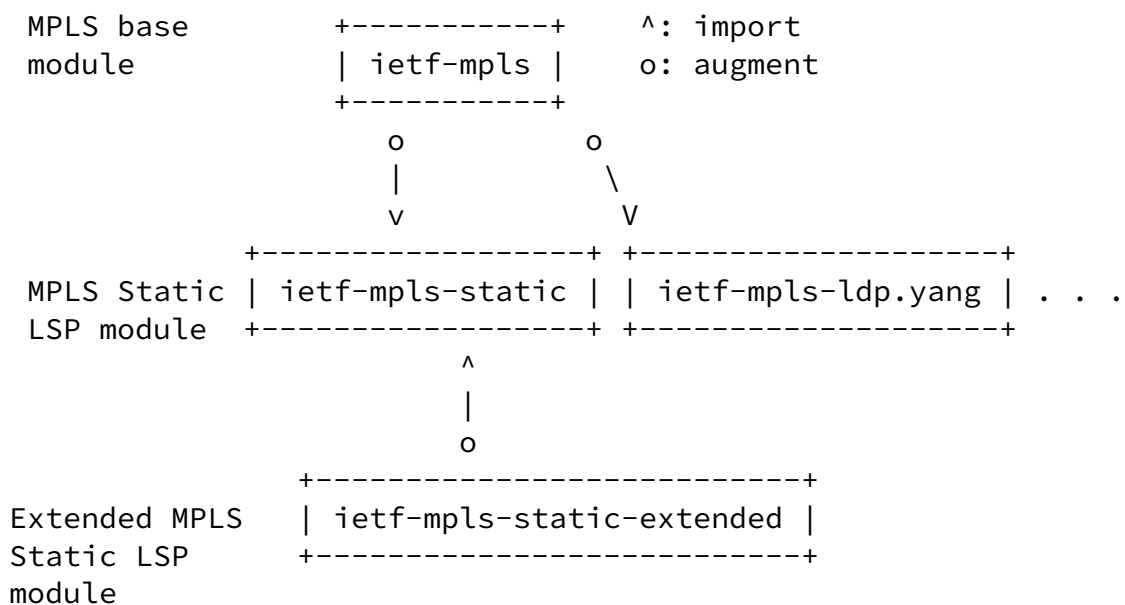 MPLS base          +-----------+    ^: import
 module            | ietf-mpls |    o: augment
                   +-----------+
                      o           o
                      |            \
                      v             V
              +------------------+ +-------------------+
 MPLS Static | ietf-mpls-static | | ietf-mpls-ldp.yang | . . .
 LSP module   +------------------+ +-------------------+
                          ^
                          |
                          o
                 +---------------------------+
Extended MPLS    | ietf-mpls-static-extended |
Static LSP       +---------------------------+
module